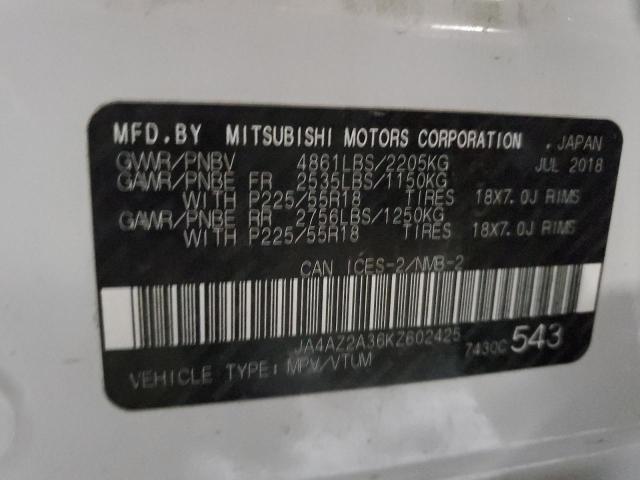 MFD.BY MITSUBISHI MOTORS CORPORATION .JAPAN
GVWR/PNBV 4861LBS/2205KG JUL 2018
GAWR/PNBE FR 2535LBS/1150KG
WITH P225/55R18 TIRES 18X7.0J RIMS
GAWR/PNBE RR 2756LBS/1250KG
WITH P225/55R18 TIRES 18X7.0J RIMS
CAN ICES-2/NMB-2
JA4AZ2A36KZ602425
7430C 543
VEHICLE TYPE: MPV/VTUM